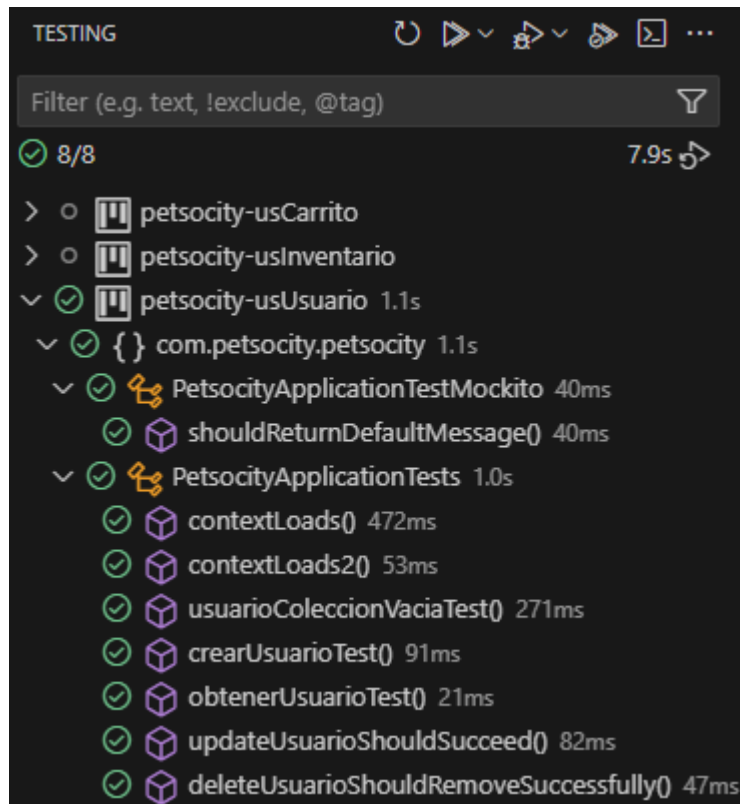 TESTING
Filter (e.g. text, !exclude, @tag)
8/8 7.9s
petsocity-usCarrito
petsocity-usInventario
petsocity-usUsuario 1.1s
{ } com.petsocity.petsocity 1.1s
PetsocityApplicationTestMockito 40ms
shouldReturnDefaultMessage() 40ms
PetsocityApplicationTests 1.0s
contextLoads() 472ms
contextLoads2() 53ms
usuarioColeccionVaciaTest() 271ms
crearUsuarioTest() 91ms
obtenerUsuarioTest() 21ms
updateUsuarioShouldSucceed() 82ms
deleteUsuarioShouldRemoveSuccessfully() 47ms